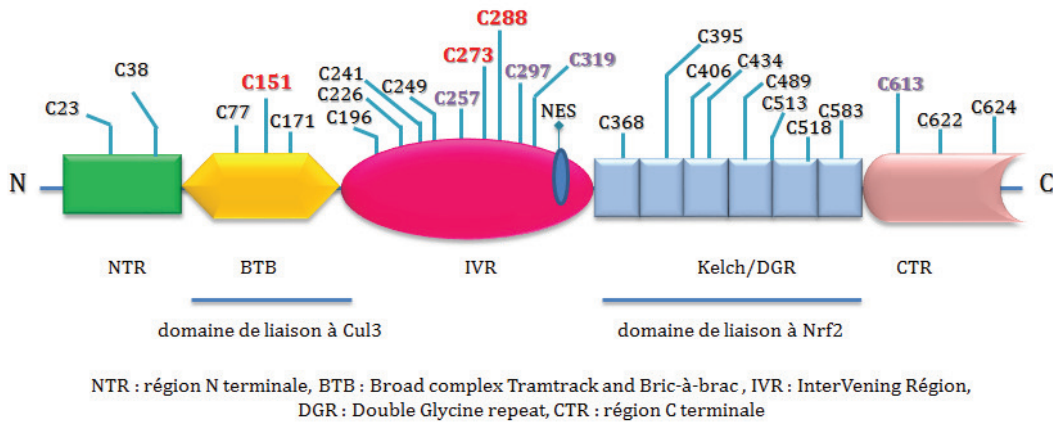 C288
C395
C38
C241
C273
C319
C434
C151
C249
C297
C406
C489
C613
C23
C226
C257
NES
C513
C583
C624
C77
C171
C196
C368
C518
C622
N
C
NTR
BTB
IVR
Kelch/DGR
CTR
domaine de liaison à Cul3
domaine de liaison à Nrf2
NTR : région N terminale, BTB : Broad complex Tramtrack and Bric-à-brac , IVR : InterVening Région,
DGR : Double Glycine repeat, CTR : région C terminale